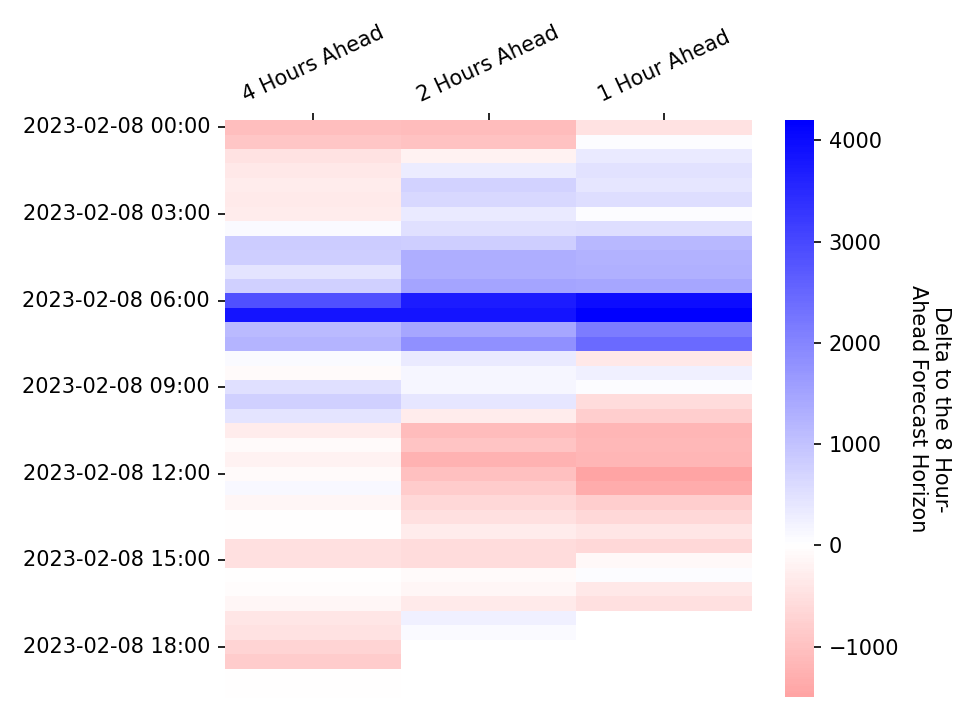 4 Hours Ahead
2 Hours Ahead
1 Hour Ahead
2023-02-08 00:00
2023-02-08 03:00
2023-02-08 06:00
2023-02-08 09:00
2023-02-08 12:00
2023-02-08 15:00
2023-02-08 18:00
4000
3000
2000
1000
0
−1000
Delta to the 8 Hour-
Ahead Forecast Horizon